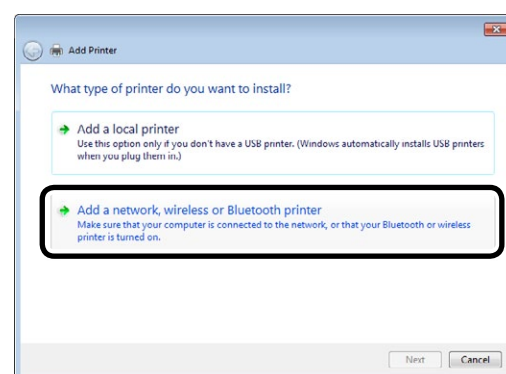 Add Printer
What type of printer do you want to install?
Add a local printer
Use this option only if you don't have a USB printer. (Windows automatically installs USB printers
when you plug them in.)
Add a network, wireless or Bluetooth printer
Make sure that your computer is connected to the network, or that your Bluetooth or wireless
printer is turned on.
Next Cancel